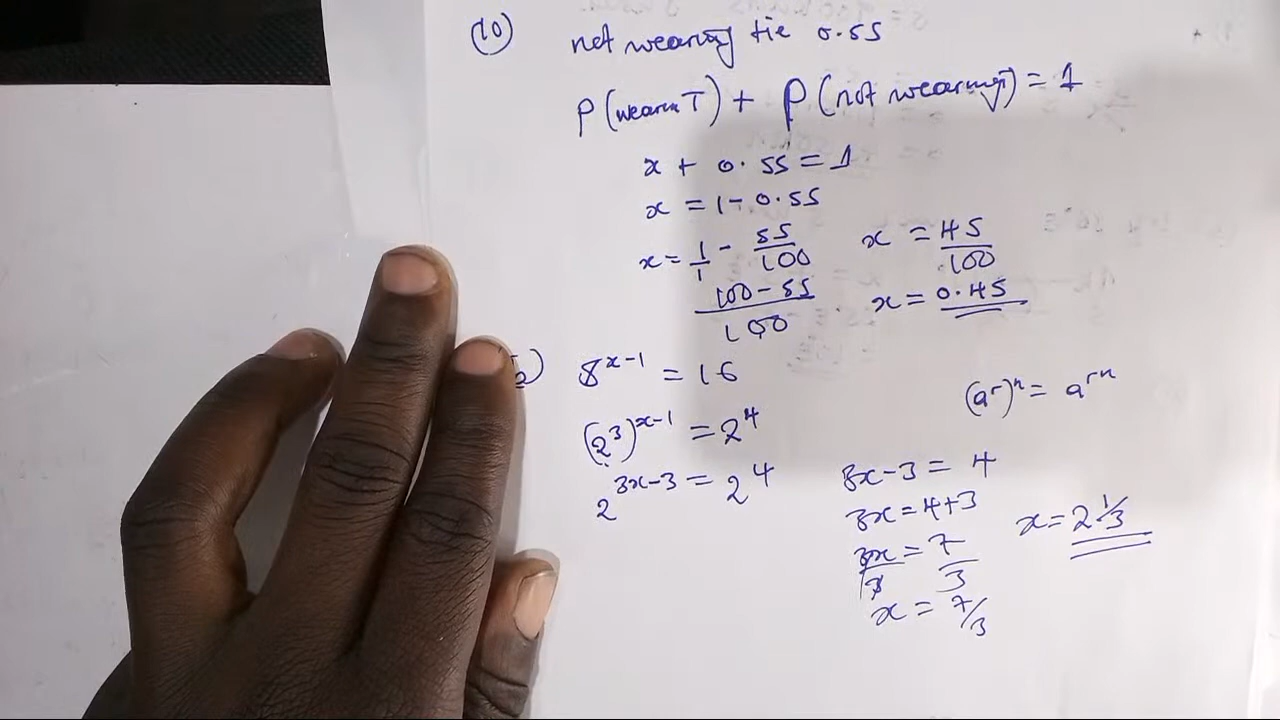 (10) not wearing tie 0.55
P(wearin T) + P(not wearingT) = 1
x + 0.55 = 1
x = 1 - 0.55
x = 1/1 - 55/100
(100 - 55)/100
x = 45/100
x = 0.45
b) 8^(x-1) = 16
(2^3)^(x-1) = 2^4
2^(3x-3) = 2^4
(a^r)^n = a^(rn)
3x - 3 = 4
3x = 4 + 3
3x/3 = 7/3
x = 7/3
x = 2 1/3